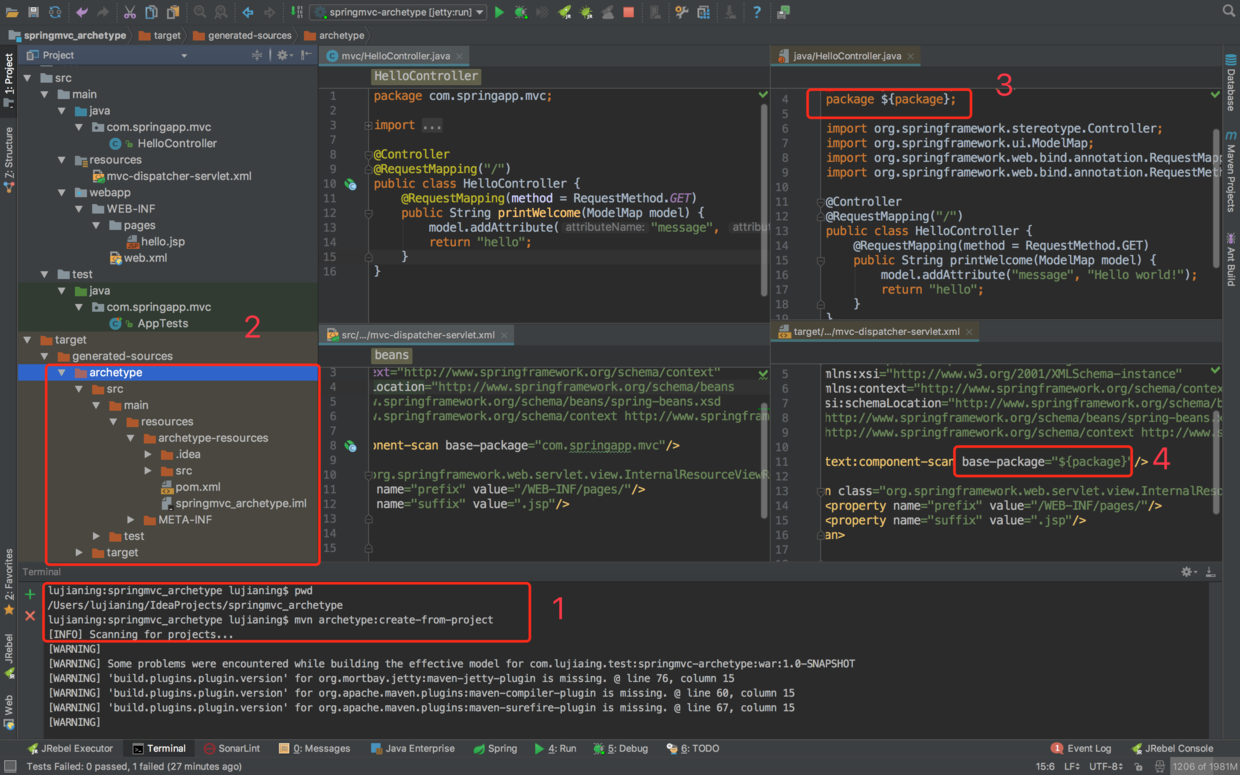 springmvc-archetype [jetty:run]
springmvc_archetype target generated-sources archetype
Project
1: Project
Z: Structure
2: Favorites
JRebel
Web
src
main
java
com.springapp.mvc
HelloController
resources
mvc-dispatcher-servlet.xml
webapp
WEB-INF
pages
hello.jsp
web.xml
test
java
com.springapp.mvc
AppTests
2
target
generated-sources
archetype
src
main
resources
archetype-resources
.idea
src
pom.xml
springmvc_archetype.iml
META-INF
test
target
mvc/HelloController.java
HelloController
1 package com.springapp.mvc;
2
3 import ...
7
8 @Controller
9 @RequestMapping("/")
10 public class HelloController {
11 @RequestMapping(method = RequestMethod.GET)
12 public String printWelcome(ModelMap model) {
13 model.addAttribute( attributeName: "message", attribut
14 return "hello";
15 }
16 }
java/HelloController.java
3
4 package ${package};
5
6 import org.springframework.stereotype.Controller;
7 import org.springframework.ui.ModelMap;
8 import org.springframework.web.bind.annotation.RequestMapp
9 import org.springframework.web.bind.annotation.RequestMeth
10
11 @Controller
12 @RequestMapping("/")
13 public class HelloController {
14 @RequestMapping(method = RequestMethod.GET)
15 public String printWelcome(ModelMap model) {
16 model.addAttribute("message", "Hello world!");
17 return "hello";
18 }
}
src/.../mvc-dispatcher-servlet.xml
beans
3 ext="http://www.springframework.org/schema/context"
4 .ocation="http://www.springframework.org/schema/beans
5 w.springframework.org/schema/beans/spring-beans.xsd
6 w.springframework.org/schema/context http://www.springfram
7
8 onent-scan base-package="com.springapp.mvc"/>
9
10 org.springframework.web.servlet.view.InternalResourceViewR
11 name="prefix" value="/WEB-INF/pages/"/>
12 name="suffix" value=".jsp"/>
13
14
15
target/.../mvc-dispatcher-servlet.xml
5 mlns:xsi="http://www.w3.org/2001/XMLSchema-instance"
6 mlns:context="http://www.springframework.org/schema/contex
7 si:schemaLocation="http://www.springframework.org/schema/
8 http://www.springframework.org/schema/beans/spring-beans.x
9 http://www.springframework.org/schema/context http://www.s
10
11 text:component-scan base-package="${package}"/>
4
12
13 n class="org.springframework.web.servlet.view.InternalReso
14 <property name="prefix" value="/WEB-INF/pages/"/>
15 <property name="suffix" value=".jsp"/>
16 an>
17
Database
Maven Projects
Ant Build
Terminal
lujianing:springmvc_archetype lujianing$ pwd
/Users/lujianing/IdeaProjects/springmvc_archetype
lujianing:springmvc_archetype lujianing$ mvn archetype:create-from-project
[INFO] Scanning for projects...
1
[WARNING]
[WARNING] Some problems were encountered while building the effective model for com.lujiaing.test:springmvc-archetype:war:1.0-SNAPSHOT
[WARNING] 'build.plugins.plugin.version' for org.mortbay.jetty:maven-jetty-plugin is missing. @ line 76, column 15
[WARNING] 'build.plugins.plugin.version' for org.apache.maven.plugins:maven-compiler-plugin is missing. @ line 60, column 15
[WARNING] 'build.plugins.plugin.version' for org.apache.maven.plugins:maven-surefire-plugin is missing. @ line 67, column 15
[WARNING]
JRebel Executor Terminal SonarLint 0: Messages Java Enterprise Spring 4: Run 5: Debug 6: TODO 1 Event Log JRebel Console
Tests Failed: 0 passed, 1 failed (27 minutes ago) 15:6 LF UTF-8 1206 of 1981M